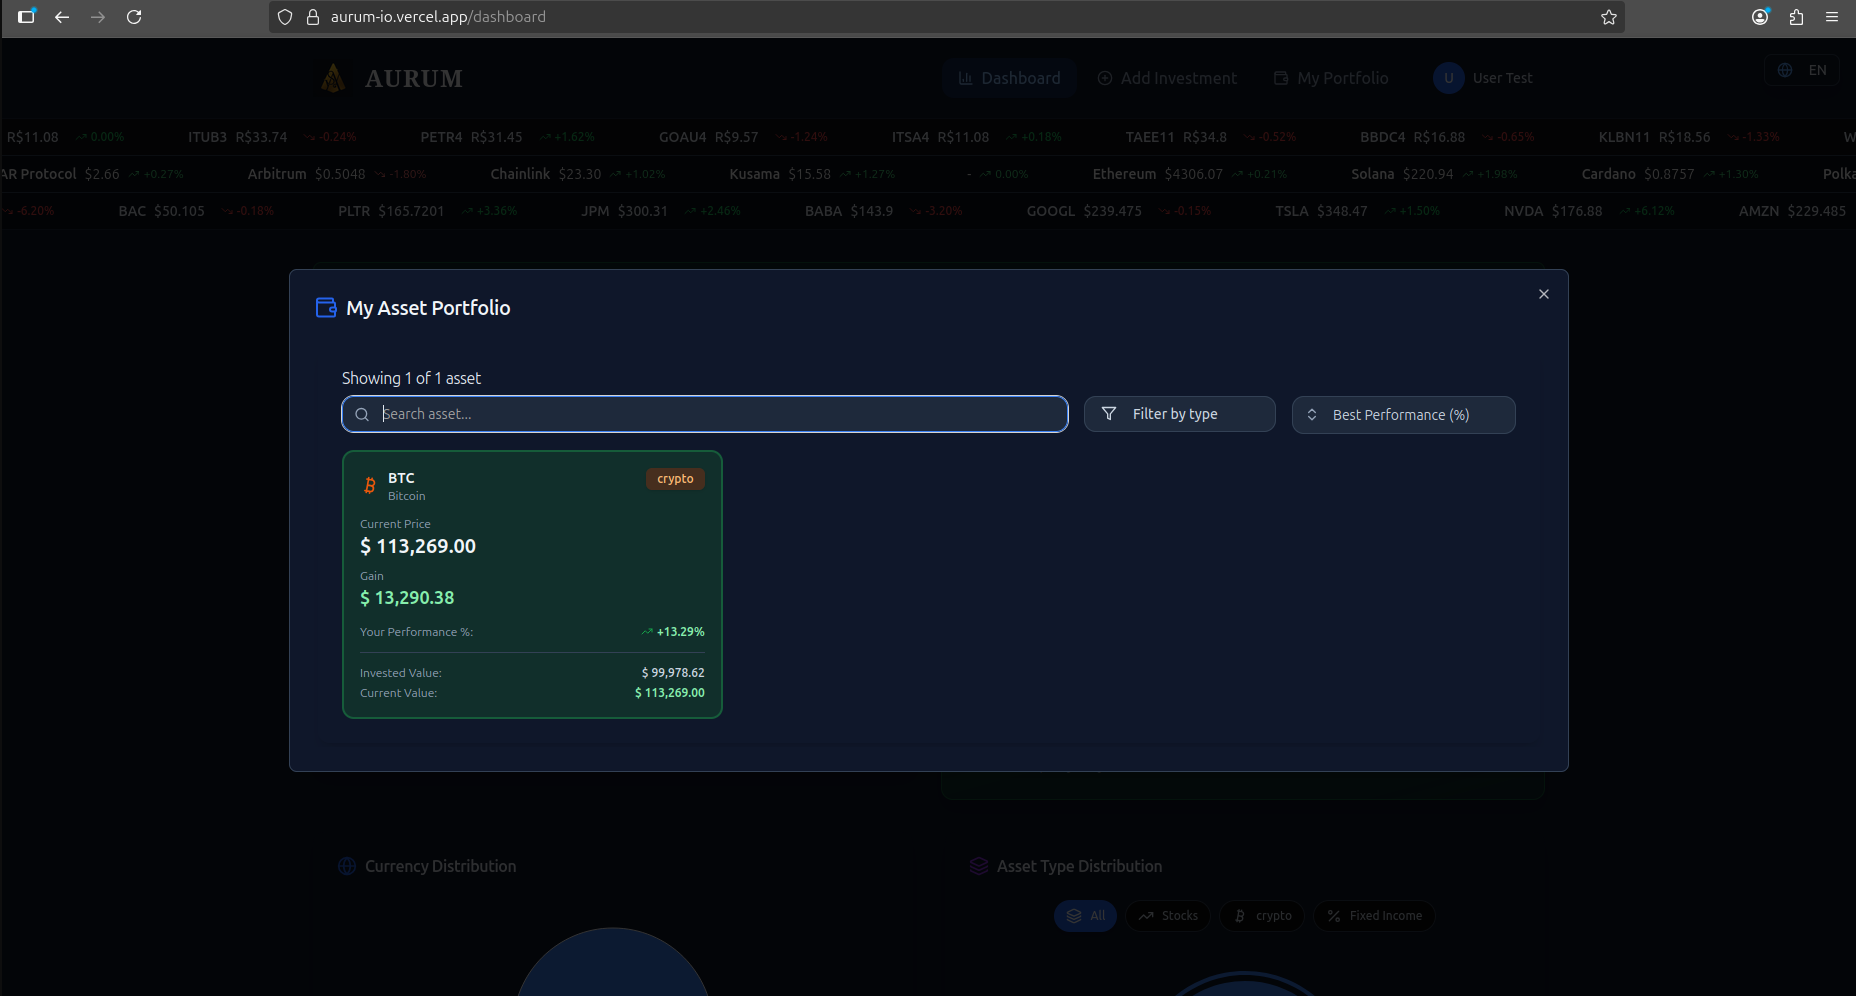 aurum-io.vercel.app/dashboard
AURUM
Dashboard
Add Investment
My Portfolio
U
User Test
EN
R$11.08 0.00% ITUB3 R$33.74 -0.24% PETR4 R$31.45 +1.62% GOAU4 R$9.57 -1.24% ITSA4 R$11.08 +0.18% TAEE11 R$34.8 -0.52% BBDC4 R$16.88 -0.65% KLBN11 R$18.56 -1.33% W
AR Protocol $2.66 +0.27% Arbitrum $0.5048 -1.80% Chainlink $23.30 +1.02% Kusama $15.58 +1.27% - 0.00% Ethereum $4306.07 +0.21% Solana $220.94 +1.98% Cardano $0.8757 +1.30% Polka
-6.20% BAC $50.105 -0.18% PLTR $165.7201 +3.36% JPM $300.31 +2.46% BABA $143.9 -3.20% GOOGL $239.475 -0.15% TSLA $348.47 +1.50% NVDA $176.88 +6.12% AMZN $229.485
My Asset Portfolio
Showing 1 of 1 asset
Search asset...
Filter by type
Best Performance (%)
BTC
crypto
Bitcoin
Current Price
$ 113,269.00
Gain
$ 13,290.38
Your Performance %: +13.29%
Invested Value: $ 99,978.62
Current Value: $ 113,269.00
Currency Distribution
Asset Type Distribution
All
Stocks
crypto
Fixed Income